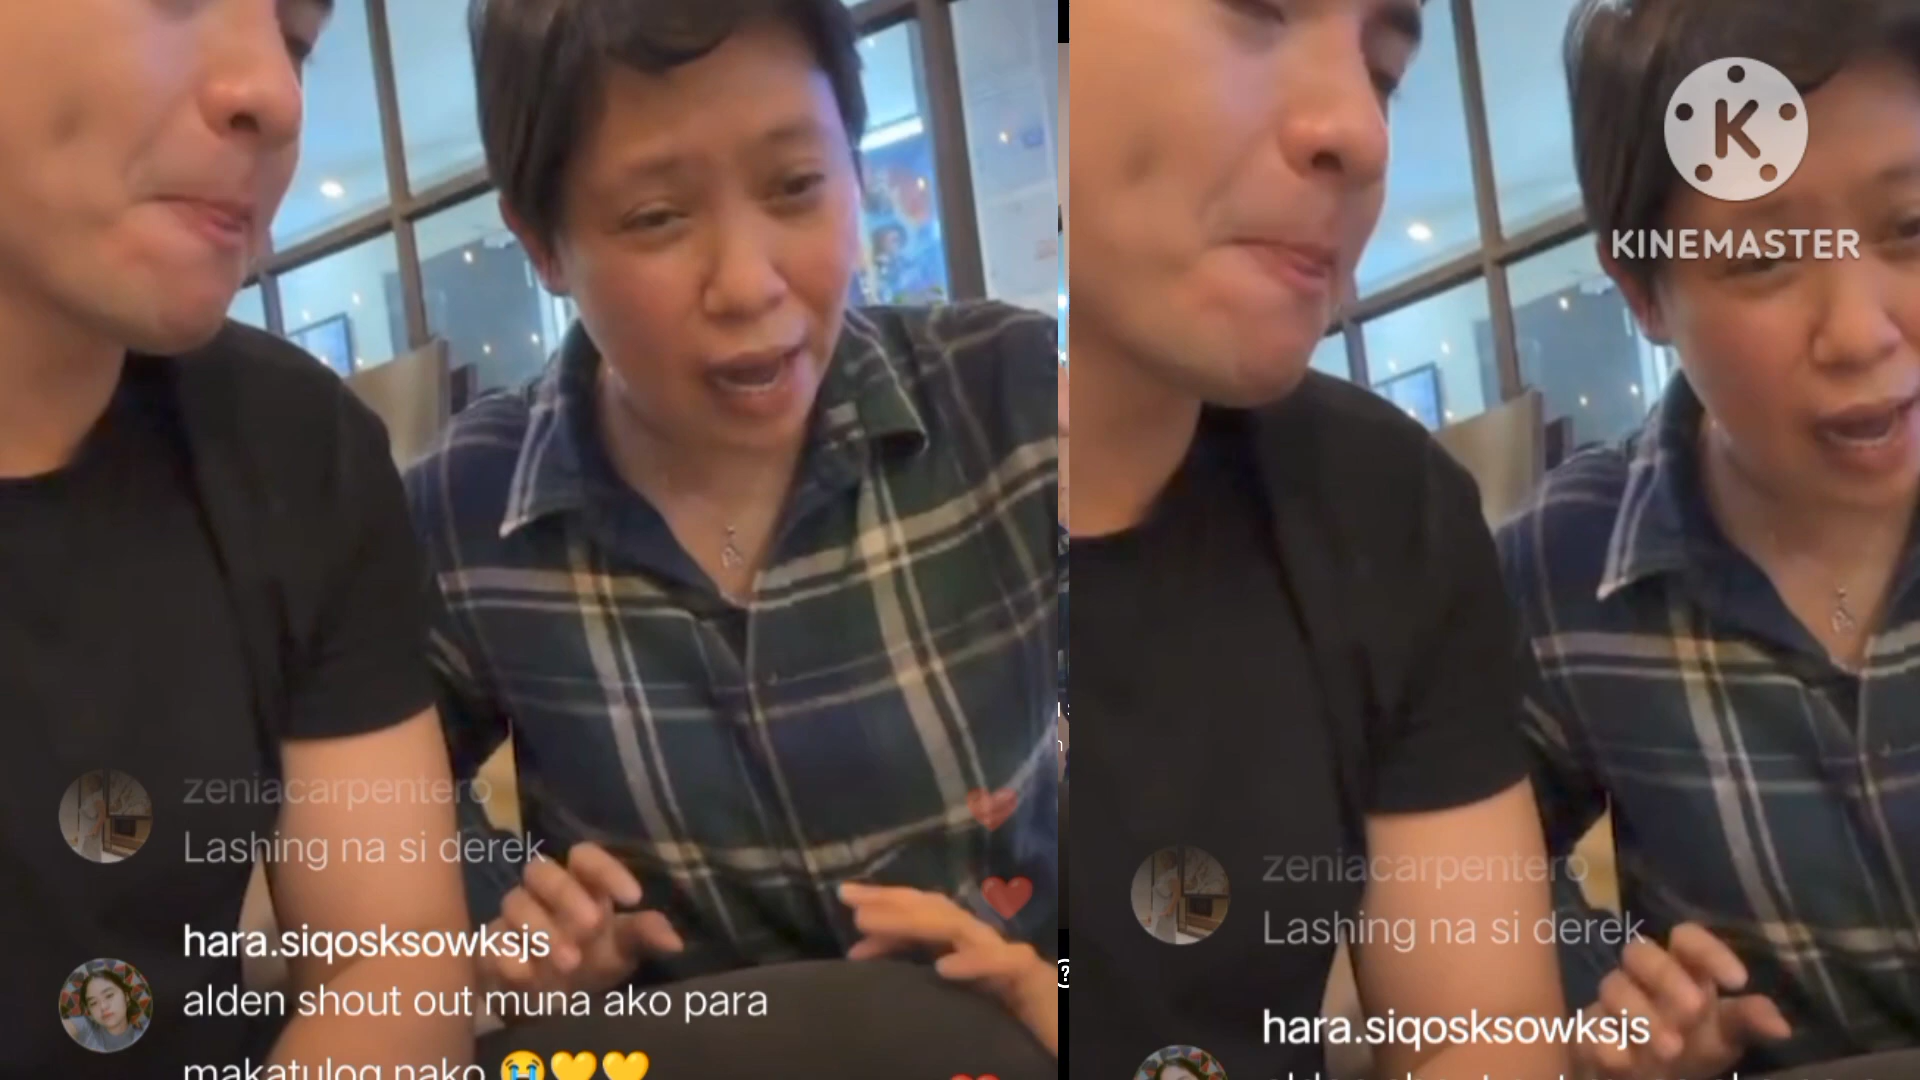 zeniacarpentero
Lashing na si derek
hara.siqosksowksjs
alden shout out muna ako para
makatulog nako 😭💛💛
KINEMASTER
zeniacarpentero
Lashing na si derek
hara.siqosksowksjs